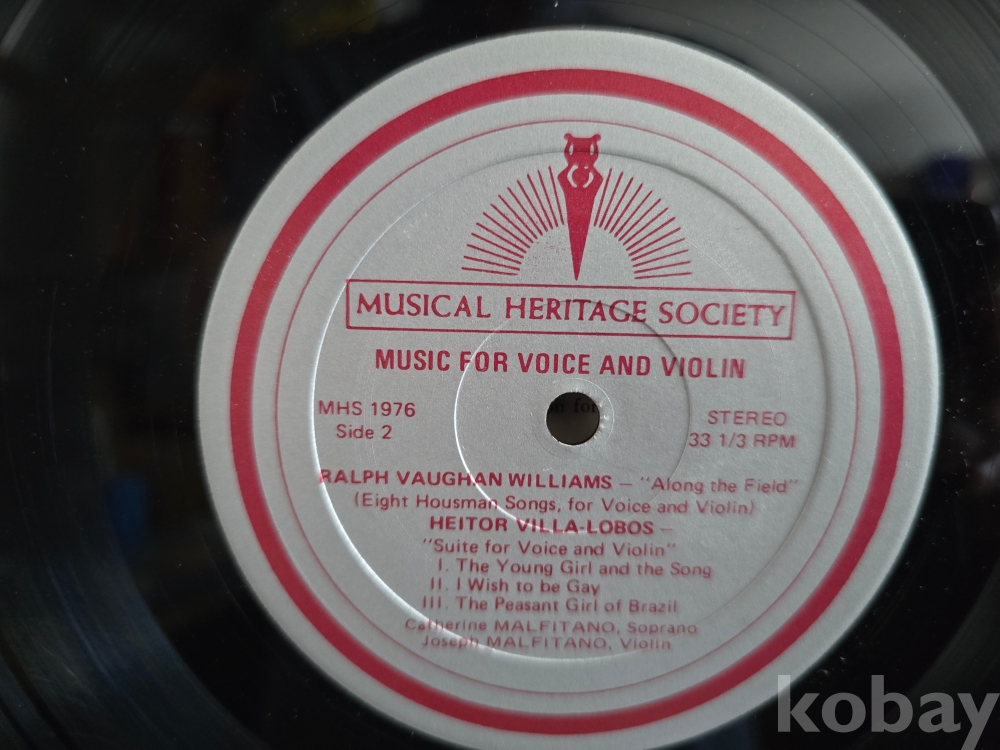 MUSICAL HERITAGE SOCIETY
MUSIC FOR VOICE AND VIOLIN
MHS 1976
Side 2
STEREO
33 1/3 RPM
RALPH VAUGHAN WILLIAMS — "Along the Field"
(Eight Housman Songs, for Voice and Violin)
HEITOR VILLA-LOBOS —
"Suite for Voice and Violin"
I. The Young Girl and the Song
II. I Wish to be Gay
III. The Peasant Girl of Brazil
Catherine MALFITANO, Soprano
Joseph MALFITANO, Violin
kobay